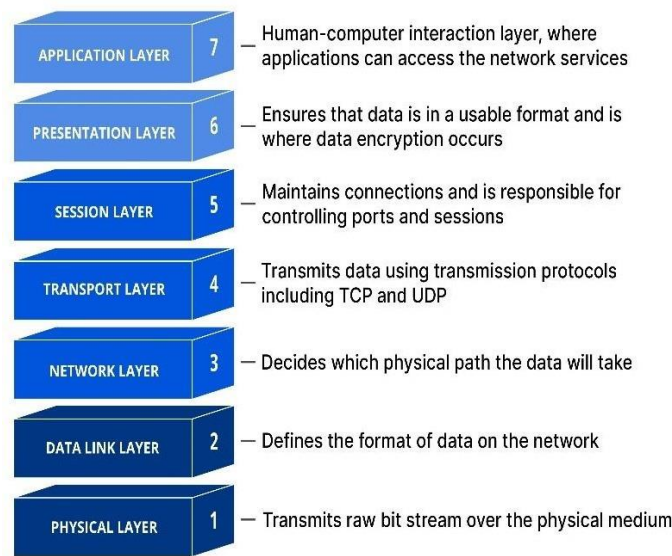 APPLICATION LAYER 7 — Human-computer interaction layer, where
applications can access the network services
PRESENTATION LAYER 6 — Ensures that data is in a usable format and is
where data encryption occurs
SESSION LAYER 5 — Maintains connections and is responsible for
controlling ports and sessions
TRANSPORT LAYER 4 — Transmits data using transmission protocols
including TCP and UDP
NETWORK LAYER 3 — Decides which physical path the data will take
DATA LINK LAYER 2 — Defines the format of data on the network
PHYSICAL LAYER 1 — Transmits raw bit stream over the physical medium